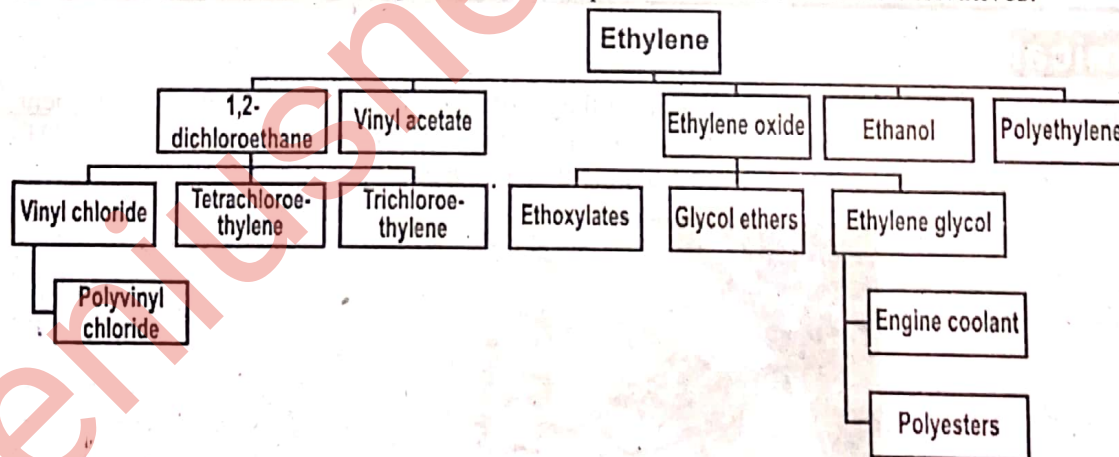 Ethylene
1,2-
dichloroethane
Vinyl acetate
Ethylene oxide
Ethanol
Polyethylene
Vinyl chloride
Tetrachloroe-
thylene
Trichloroe-
thylene
Ethoxylates
Glycol ethers
Ethylene glycol
Polyvinyl
chloride
Engine coolant
Polyesters